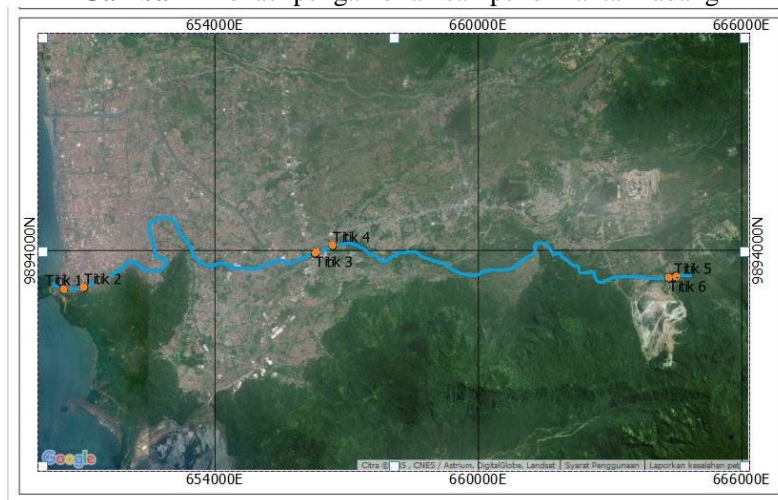 654000E 660000E 666000E
9894000N 9894000N
Titik 4
Titik 3
Titik 1 Titik 2
Titik 5
Titik 6
Google
CNES / Astrium, DigitalGlobe, Landsat | Syarat Penggunaan | Laporkan kesalahan
654000E 660000E 666000E